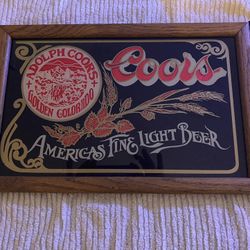 ADOLPH COORS
GOLDEN COLORADO
Coors
AMERICA'S FINE LIGHT BEER